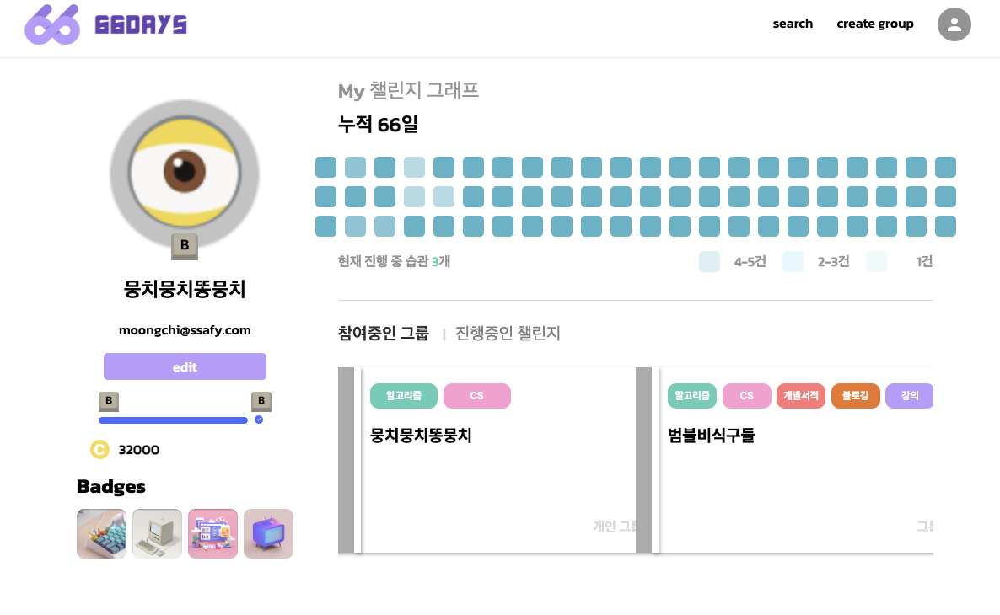 66DAYS
search
create group
My 챌린지 그래프
누적 66일
B
뭉치뭉치똥뭉치
moongchi@ssafy.com
edit
B
B
C 32000
Badges
현재 진행 중 습관 3개
4-5건
2-3건
1건
참여중인 그룹 | 진행중인 챌린지
알고리즘
CS
뭉치뭉치똥뭉치
개인 그
알고리즘
CS
개발서적
블로깅
강의
범블비식구들